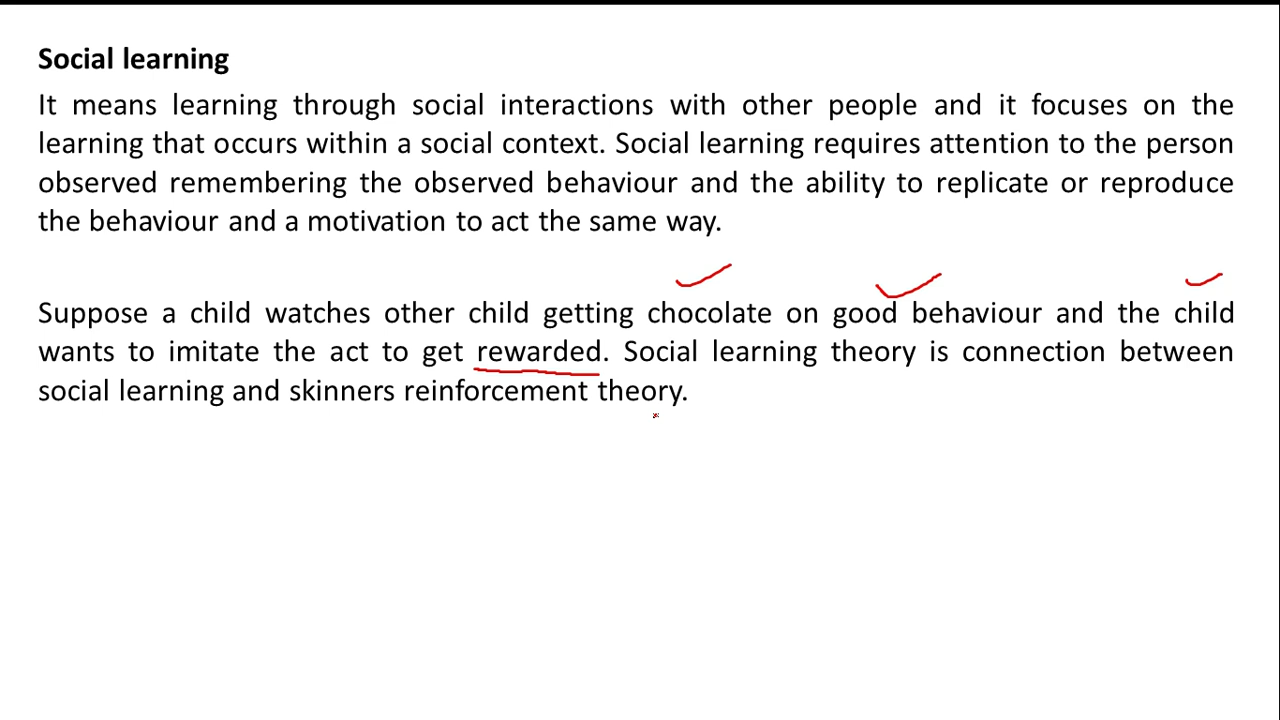 Social learning
It means learning through social interactions with other people and it focuses on the
learning that occurs within a social context. Social learning requires attention to the person
observed remembering the observed behaviour and the ability to replicate or reproduce
the behaviour and a motivation to act the same way.
Suppose a child watches other child getting chocolate on good behaviour and the child
wants to imitate the act to get rewarded. Social learning theory is connection between
social learning and skinners reinforcement theory.